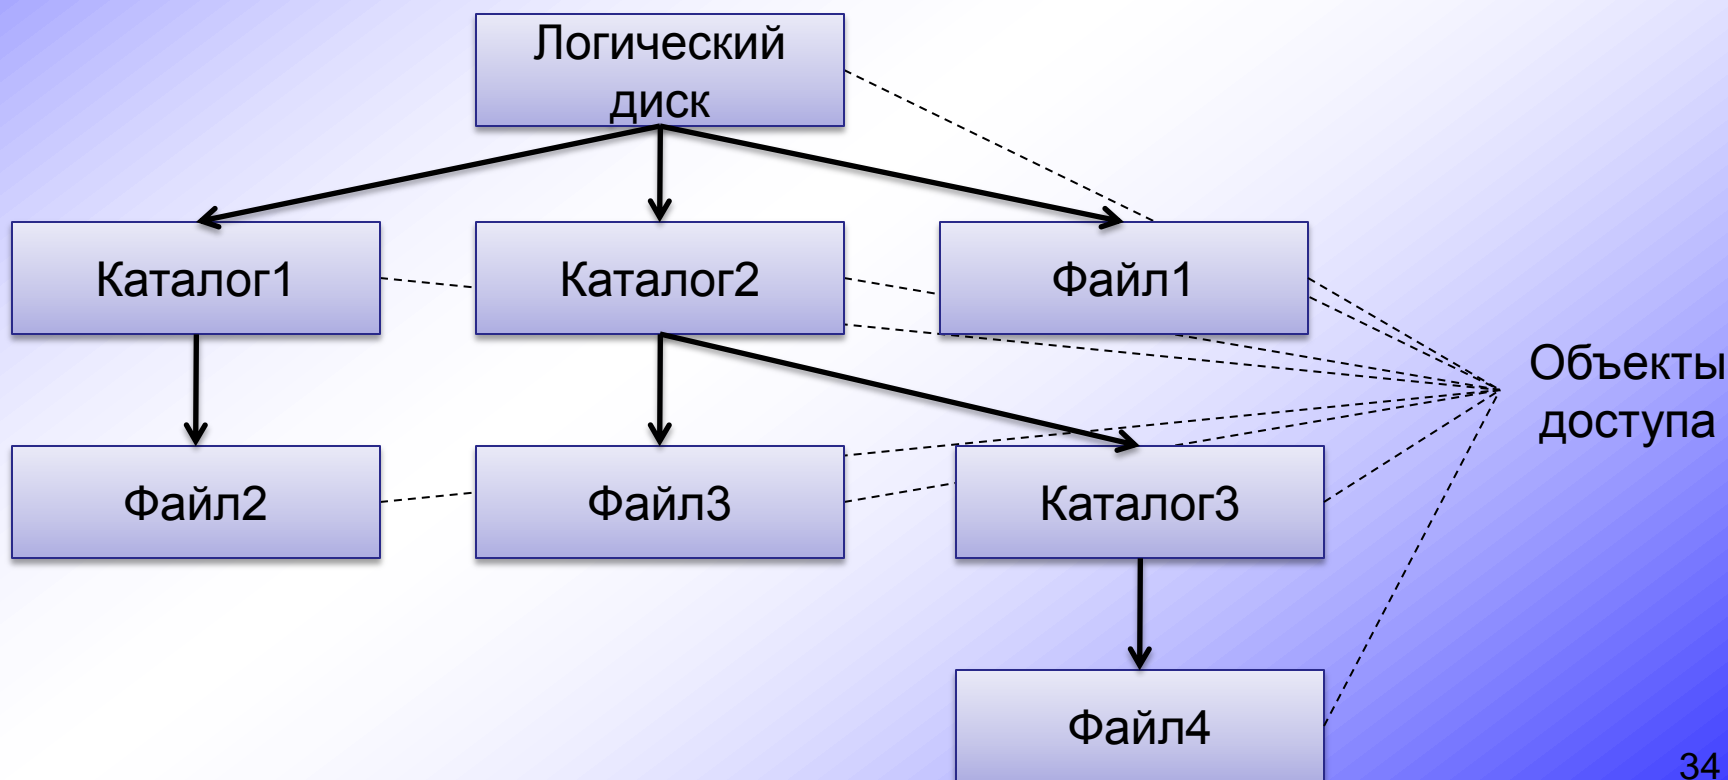 Логический
диск
Каталог1
Каталог2
Файл1
Объекты
доступа
Файл2
Файл3
Каталог3
Файл4
34